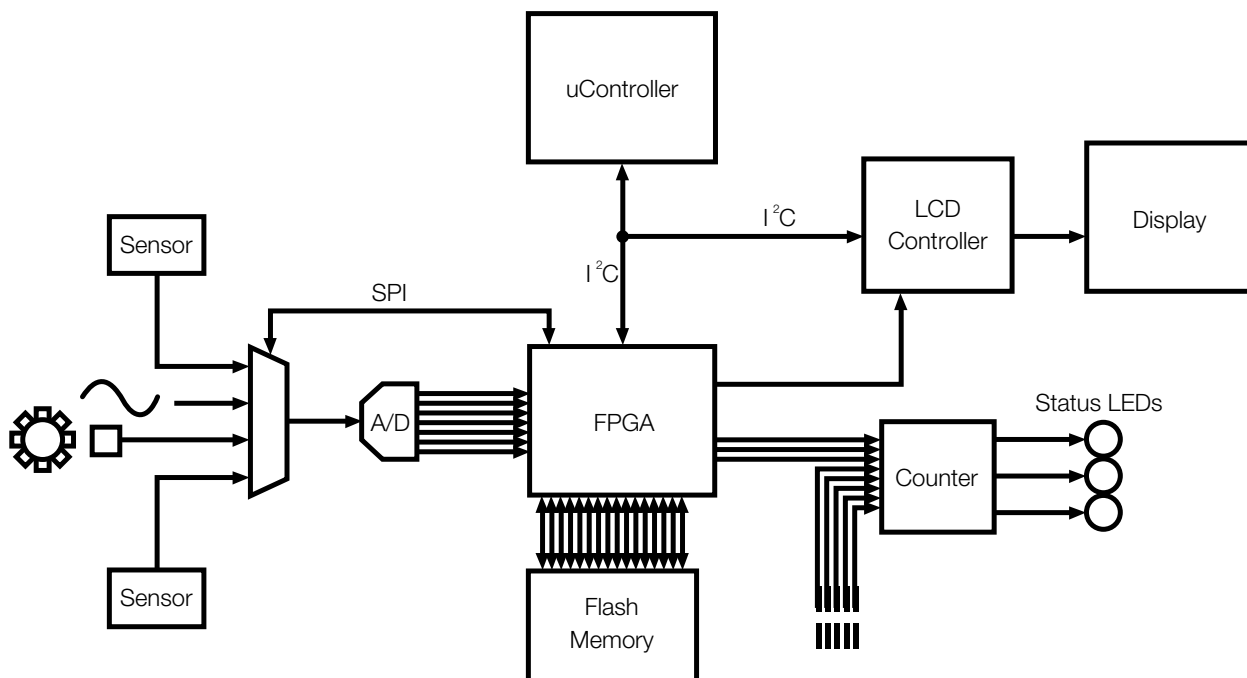 uController
LCD
Controller
Display
I²C
I²C
Sensor
SPI
A/D
FPGA
Status LEDs
Counter
Sensor
Flash
Memory